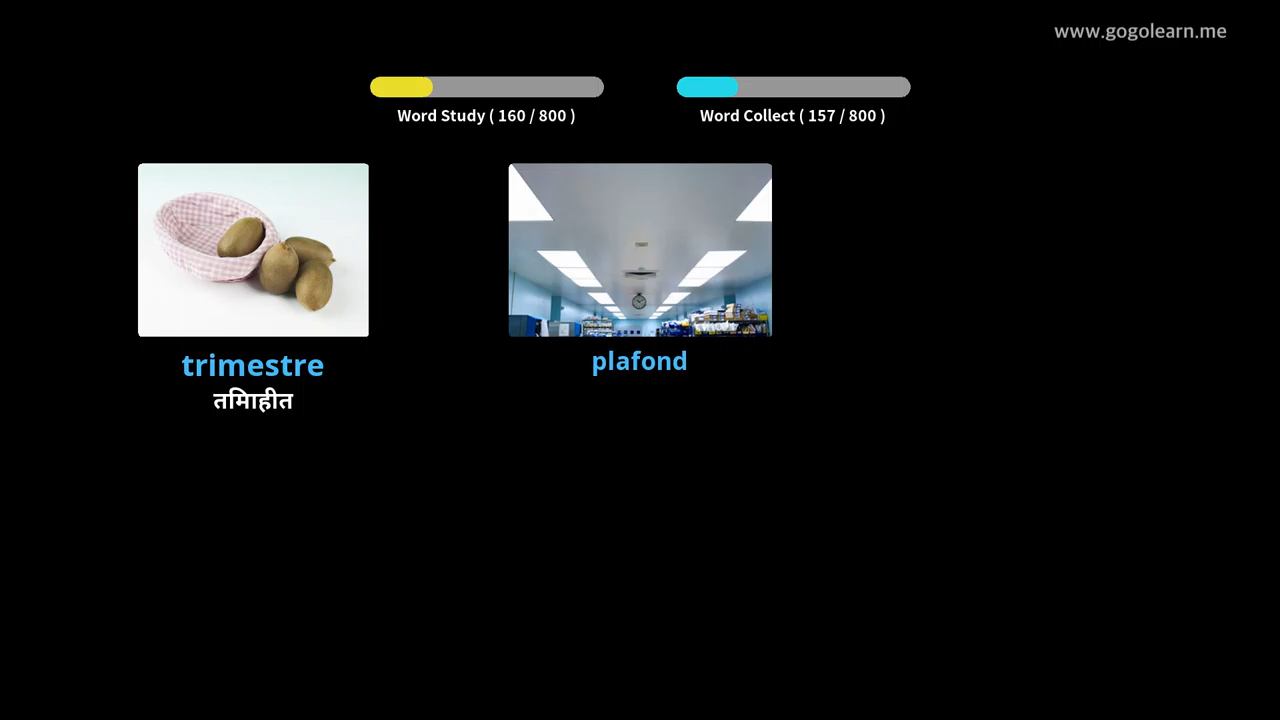 www.gogolearn.me
Word Study ( 160 / 800 )
Word Collect ( 157 / 800 )
trimestre
तमिाहीत
plafond